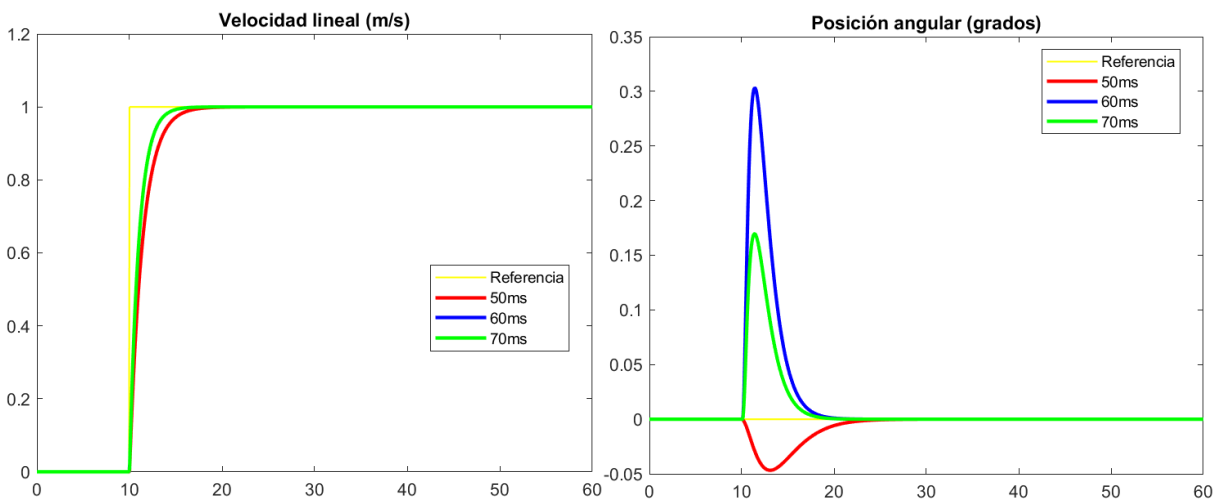 Velocidad lineal (m/s)
1.2
1
0.8
0.6
0.4
0.2
0
0 10 20 30 40 50 60
Referencia
50ms
60ms
70ms
Posición angular (grados)
0.35
0.3
0.25
0.2
0.15
0.1
0.05
0
-0.05
0 10 20 30 40 50 60
Referencia
50ms
60ms
70ms